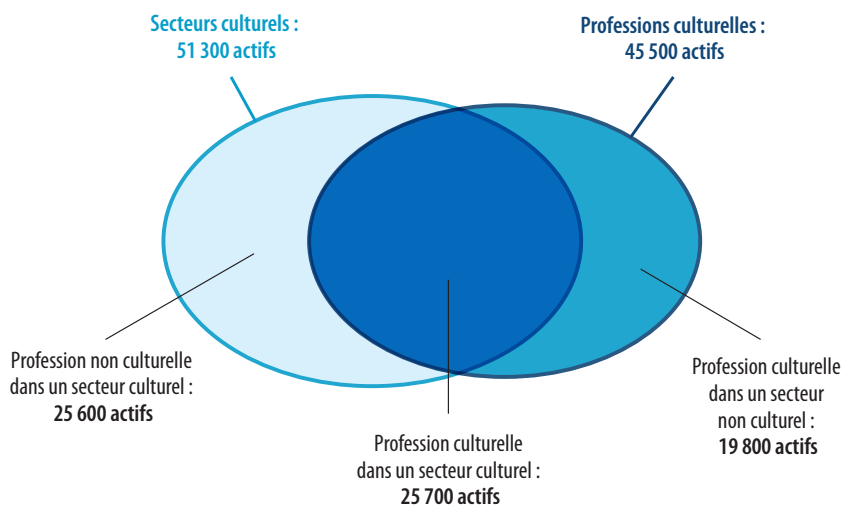 Secteurs culturels :
51 300 actifs
Professions culturelles :
45 500 actifs
Profession non culturelle
dans un secteur culturel :
25 600 actifs
Profession culturelle
dans un secteur culturel :
25 700 actifs
Profession culturelle
dans un secteur
non culturel :
19 800 actifs